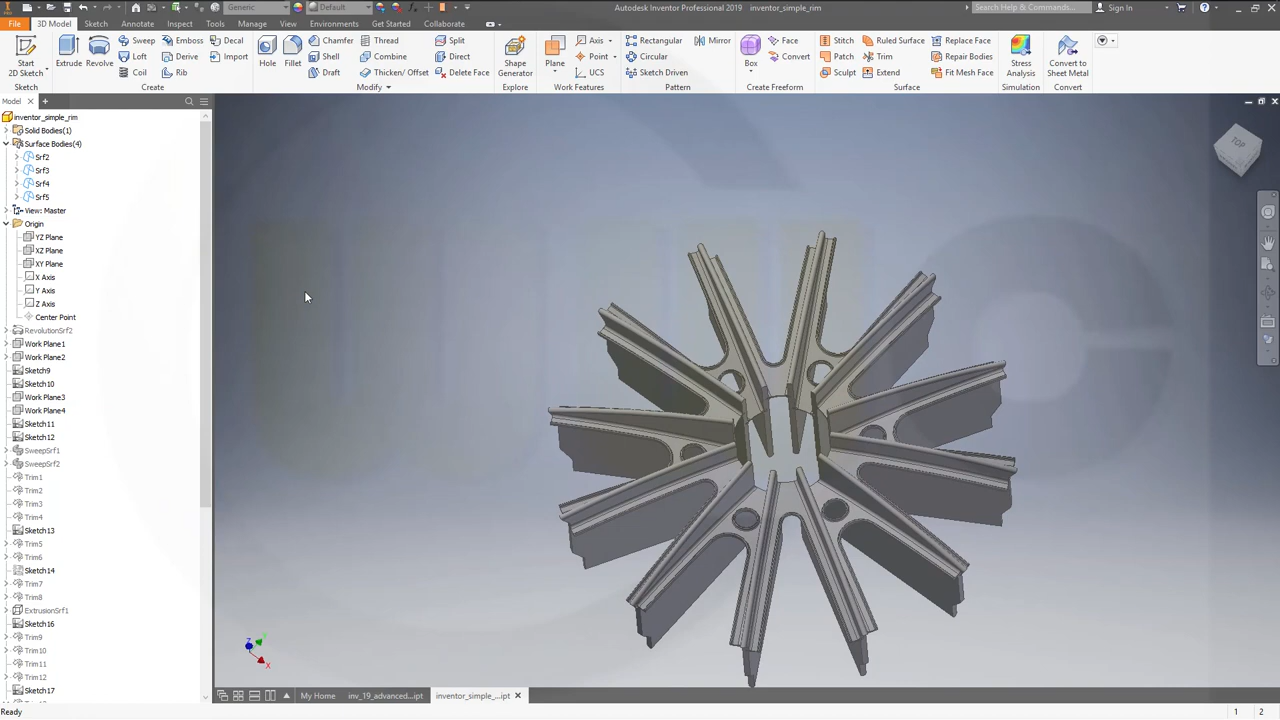 Generic
Default
Autodesk Inventor Professional 2019 inventor_simple_rim
Search Help & Commands...
Sign In
File
3D Model
Sketch
Annotate
Inspect
Tools
Manage
View
Environments
Get Started
Collaborate
Start
2D Sketch
Extrude
Revolve
Sweep
Loft
Coil
Emboss
Derive
Rib
Decal
Import
Hole
Fillet
Chamfer
Shell
Draft
Thread
Combine
Thicken/ Offset
Split
Direct
Delete Face
Shape
Generator
Plane
Axis
Point
UCS
Rectangular
Circular
Sketch Driven
Mirror
Box
Face
Convert
Stitch
Patch
Sculpt
Ruled Surface
Trim
Extend
Replace Face
Repair Bodies
Fit Mesh Face
Stress
Analysis
Convert to
Sheet Metal
Sketch
Create
Modify
Explore
Work Features
Pattern
Create Freeform
Surface
Simulation
Convert
Model
inventor_simple_rim
Solid Bodies(1)
Surface Bodies(4)
Srf2
Srf3
Srf4
Srf5
View: Master
Origin
YZ Plane
XZ Plane
XY Plane
X Axis
Y Axis
Z Axis
Center Point
RevolutionSrf2
Work Plane1
Work Plane2
Sketch9
Sketch10
Work Plane3
Work Plane4
Sketch11
Sketch12
SweepSrf1
SweepSrf2
Trim1
Trim2
Trim3
Trim4
Sketch13
Trim5
Trim6
Sketch14
Trim7
Trim8
ExtrusionSrf1
Sketch16
Trim9
Trim10
Trim11
Trim12
Sketch17
TOP
Z
X
My Home
inv_19_advanced...ipt
inventor_simple_...ipt
Ready
1
2